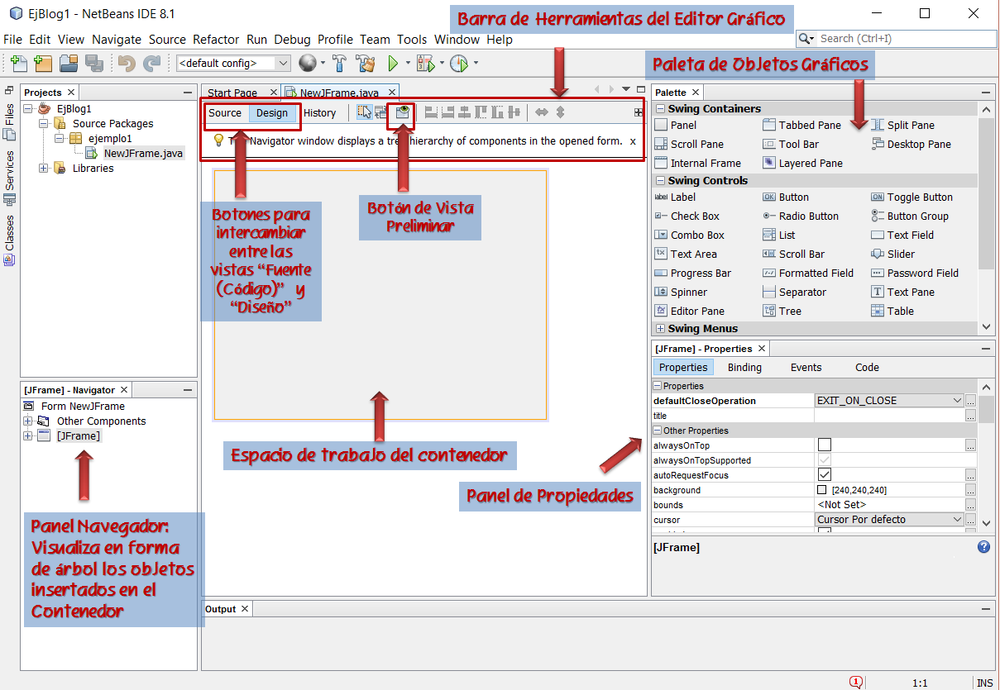 EjBlog1 - NetBeans IDE 8.1
Barra de Herramientas del Editor Gráfico
File Edit View Navigate Source Refactor Run Debug Profile Team Tools Window Help
Search (Ctrl+I)
<default config>
Paleta de Objetos Gráficos
Files
Services
Classes
Projects
EjBlog1
Source Packages
ejemplo1
NewJFrame.java
Libraries
Start Page
NewJFrame.java
Source Design History
Navigator window displays a tree hierarchy of components in the opened form. x
Botones para
intercambiar
entre las
vistas “Fuente
(Código)” y
“Diseño”
Botón de Vista
Preliminar
Espacio de trabajo del contenedor
Panel de Propiedades
Palette
Swing Containers
Panel Tabbed Pane Split Pane
Scroll Pane Tool Bar Desktop Pane
Internal Frame Layered Pane
Swing Controls
label Label OK Button ON Toggle Button
Check Box Radio Button Button Group
Combo Box List Text Field
Text Area Scroll Bar Slider
Progress Bar Formatted Field Password Field
Spinner Separator Text Pane
Editor Pane Tree Table
Swing Menus
[JFrame] - Navigator
Form NewJFrame
Other Components
[JFrame]
Panel Navegador:
Visualiza en forma
de árbol los objetos
insertados en el
Contenedor
[JFrame] - Properties
Properties Binding Events Code
Properties
defaultCloseOperation EXIT_ON_CLOSE ...
title ...
Other Properties
alwaysOnTop ...
alwaysOnTopSupported
autoRequestFocus ...
background [240,240,240] ...
bounds <Not Set> ...
cursor Cursor Por defecto ...
[JFrame]
Output
1
1:1
INS